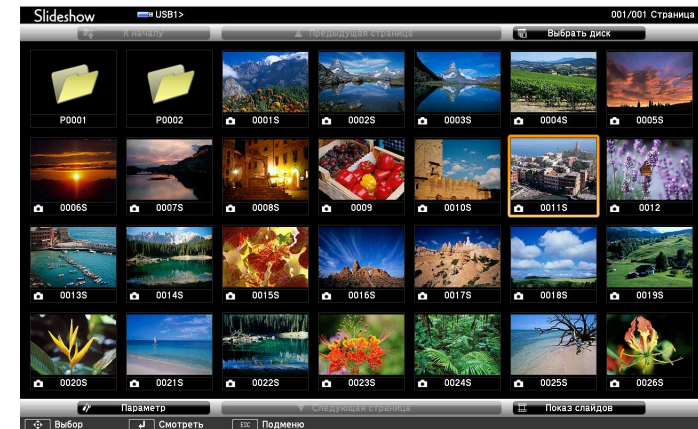 Slideshow USB1> 001/001 Страница
К началу Предыдущая страница Выбрать диск
P0001 P0002 0001S 0002S 0003S 0004S 0005S
0006S 0007S 0008S 0009 0010S 0011S 0012
0013S 0014S 0015S 0016S 0017S 0018S 0019S
0020S 0021S 0022S 0023S 0024S 0025S 0026S
Параметр Следующая страница Показ слайдов
Выбор Смотреть ESC Подменю